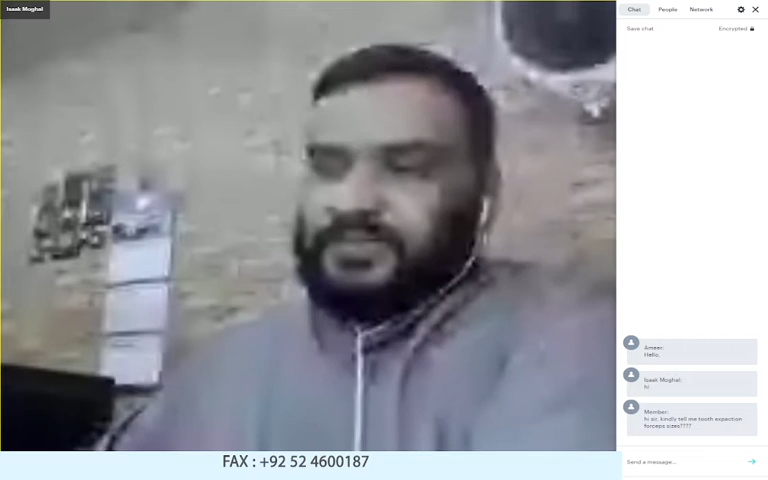 Isaak Moghal
Chat People Network
Save chat Encrypted
Ameer:
Hello,
Isaak Moghal:
hi
Member:
hi sir, kindly tell me tooth expaction
forceps sizes????
Send a message...
FAX : +92 52 4600187